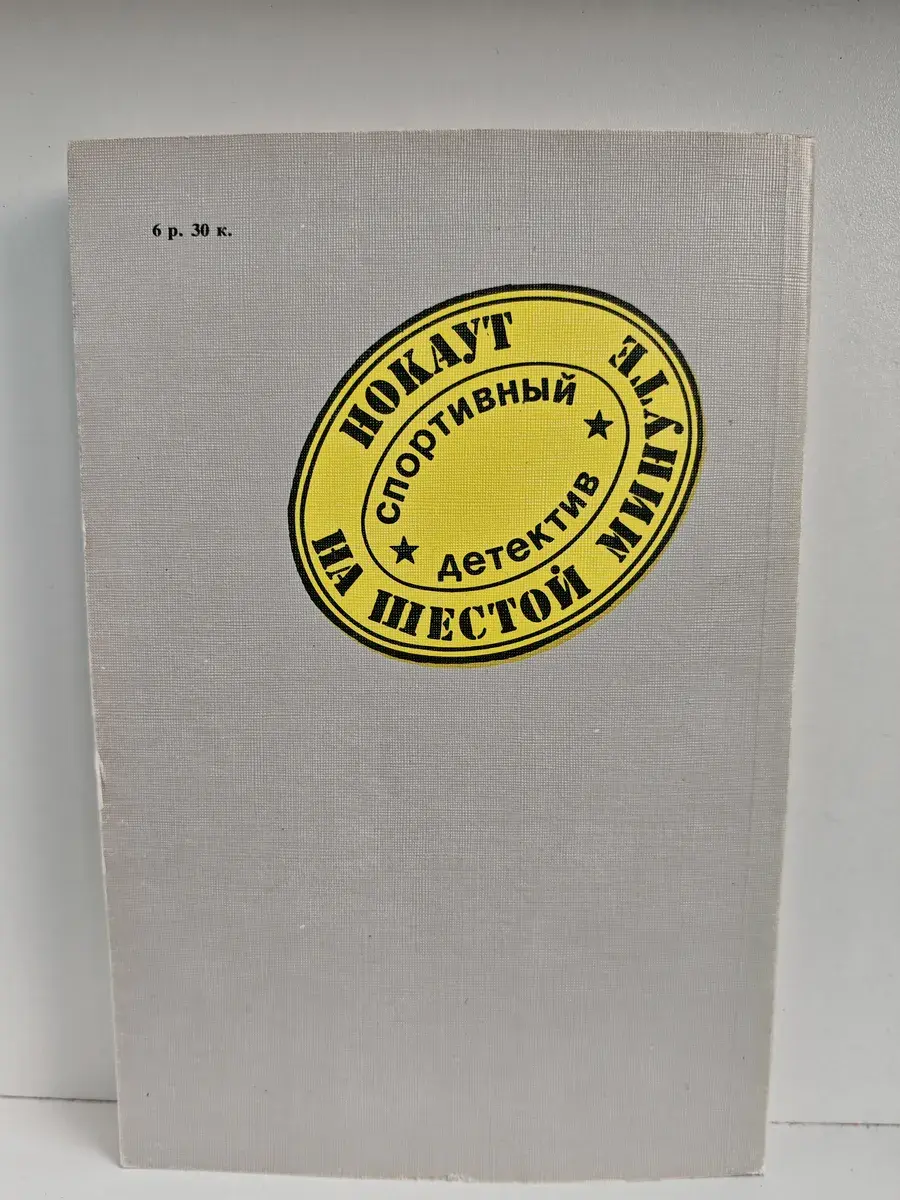 6 р. 30 к.
НОКАУТ
НА ШЕСТОЙ МИНУТЕ
спортивный
детектив